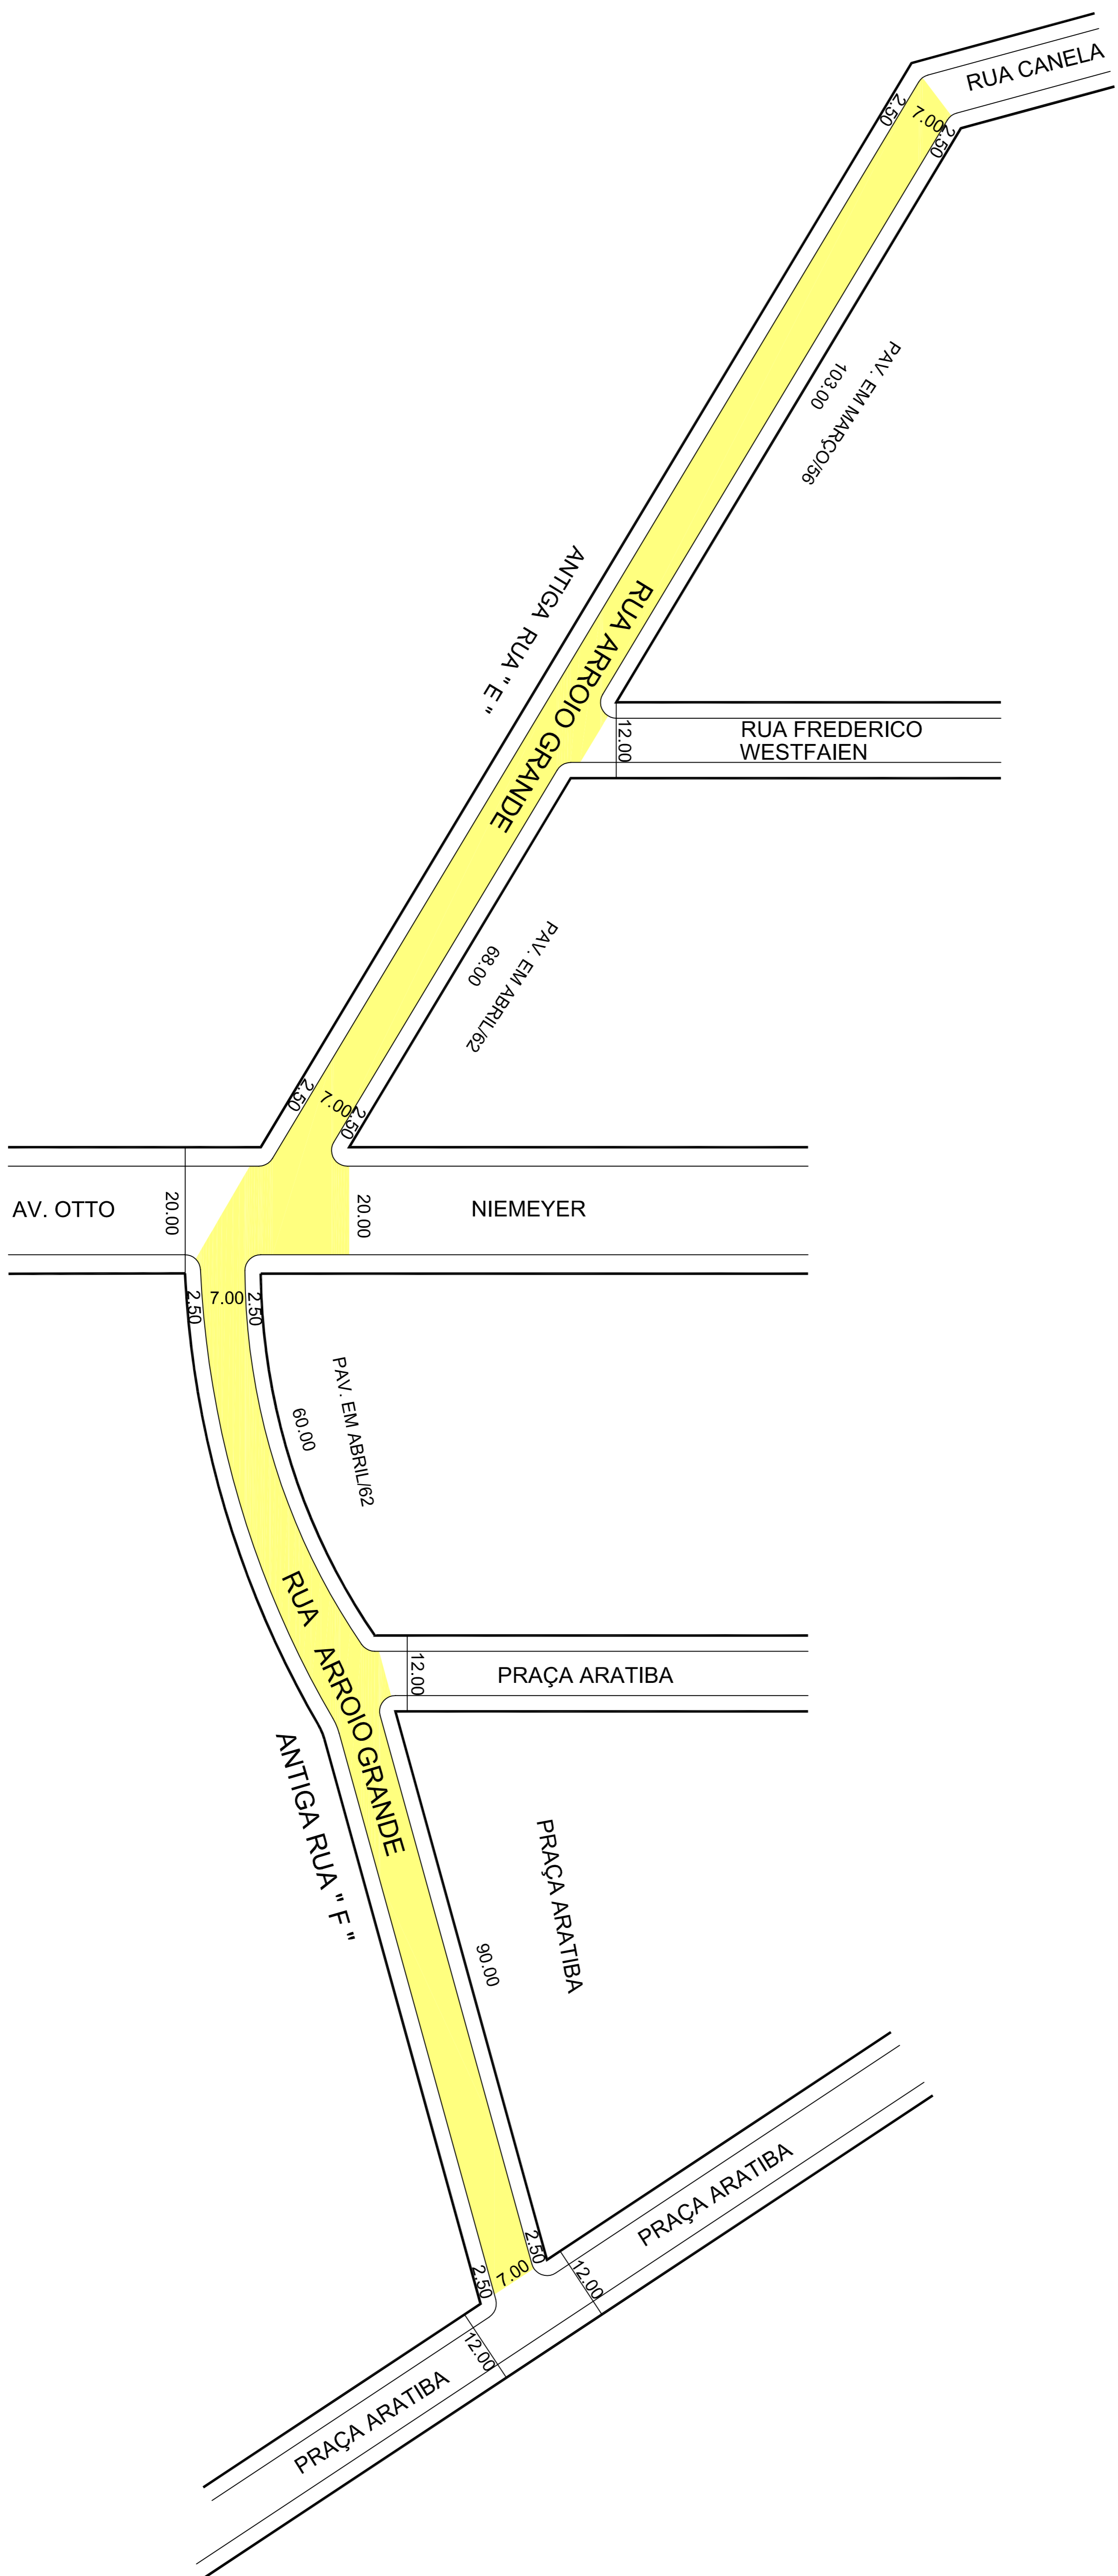 RUA CANELA
2.50
7.00
2.50
PAV. EM MARÇO/56
103.00
ANTIGA RUA " E "
RUA ARROIO GRANDE
12.00
RUA FREDERICO
WESTFAIEN
PAV. EM ABRIL/62
68.00
2.50
7.00
2.50
AV. OTTO
20.00
20.00
NIEMEYER
2.50
7.00
2.50
PAV. EM ABRIL/62
60.00
RUA ARROIO GRANDE
12.00
PRAÇA ARATIBA
ANTIGA RUA " F "
PRAÇA ARATIBA
90.00
PRAÇA ARATIBA
2.50
7.00
2.50
12.00
12.00
PRAÇA ARATIBA